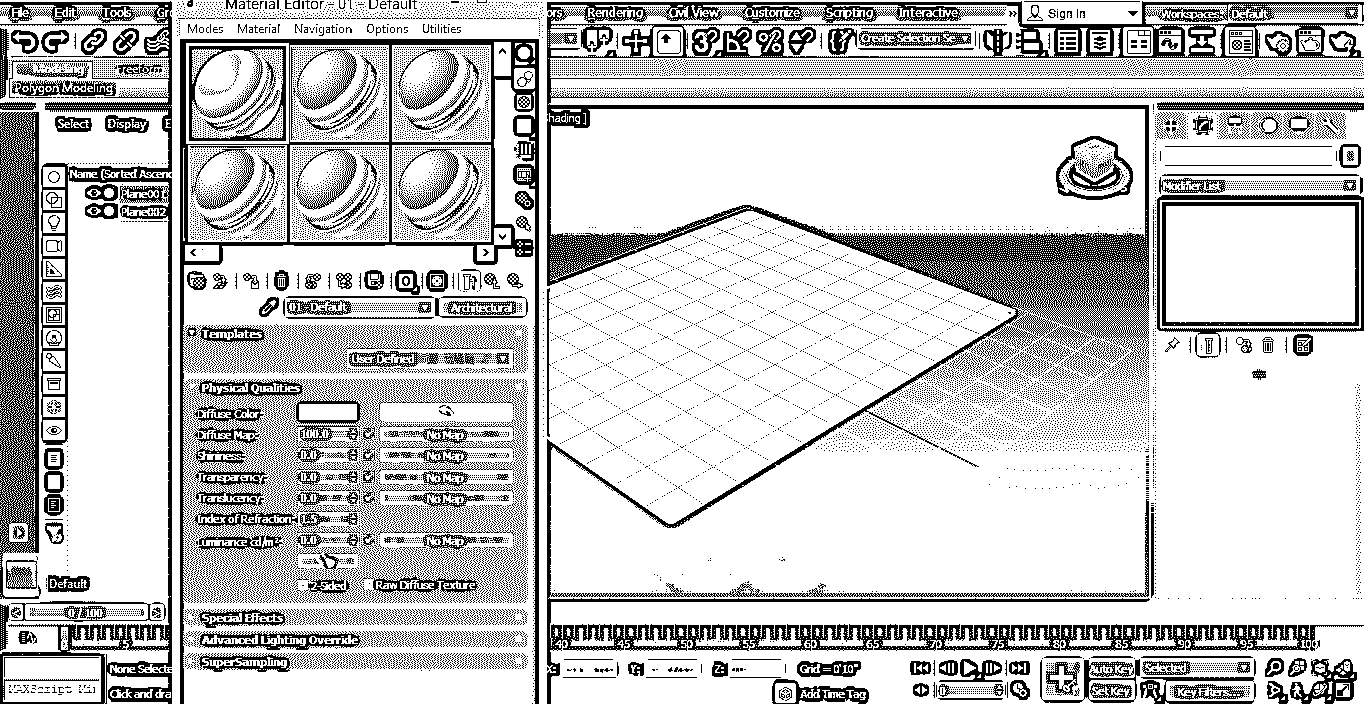 File Edit Tools
Material Editor - 01 - Default
Rendering Civil View Customize Scripting Interactive
Sign In
Workspaces: Default
Modes Material Navigation Options Utilities
Create Selection Se
Modeling Freeform
Polygon Modeling
Select Display
hading ]
Name (Sorted Ascen
Plane001
Plane002
Modifier List
01 - Default
Architectural
Templates
User Defined
Physical Qualities
Diffuse Color:
Diffuse Map: 100.0 No Map
Shininess: 0.0 No Map
Transparency: 0.0 No Map
Translucency: 0.0 No Map
Index of Refraction: 1.5
Luminance cd/m²: 0.0 No Map
2-Sided Raw Diffuse Texture
Special Effects
Advanced Lighting Override
SuperSampling
Default
0 / 100
5
40 45 50 55 60 65 70 75 80 85 90 95 100
None Selecte
X: Y: Z: Grid = 0'10"
Auto Key Selected
MAXScript Mi
Click and dra
Add Time Tag
Set Key Key Filters...